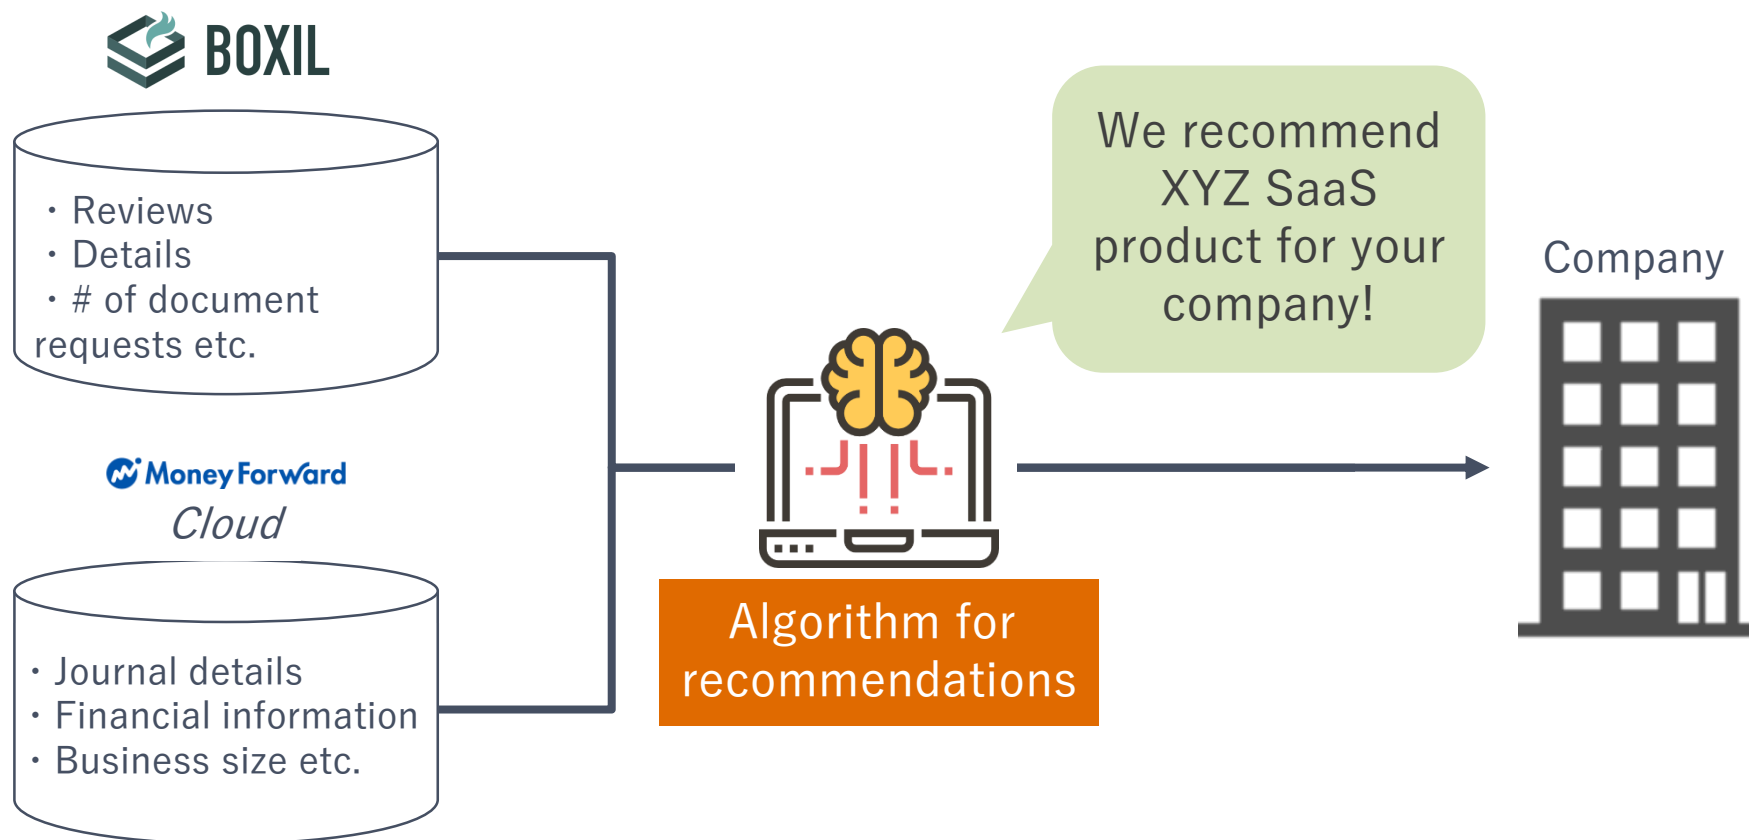 BOXIL
・Reviews
・Details
・# of document
requests etc.
Money Forward
Cloud
・Journal details
・Financial information
・Business size etc.
Algorithm for
recommendations
We recommend
XYZ SaaS
product for your
company!
Company